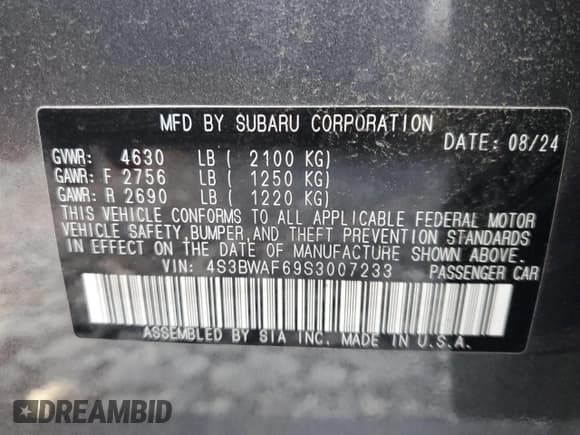 MFD BY SUBARU CORPORATION
DATE: 08/24
GVWR: 4630 LB ( 2100 KG)
GAWR: F 2756 LB ( 1250 KG)
GAWR: R 2690 LB ( 1220 KG)
THIS VEHICLE CONFORMS TO ALL APPLICABLE FEDERAL MOTOR
VEHICLE SAFETY, BUMPER, AND THEFT PREVENTION STANDARDS
IN EFFECT ON THE DATE OF MANUFACTURE SHOWN ABOVE.
VIN: 4S3BWAF69S3007233 PASSENGER CAR
ASSEMBLED BY SIA INC. MADE IN U.S.A.
DREAMBID